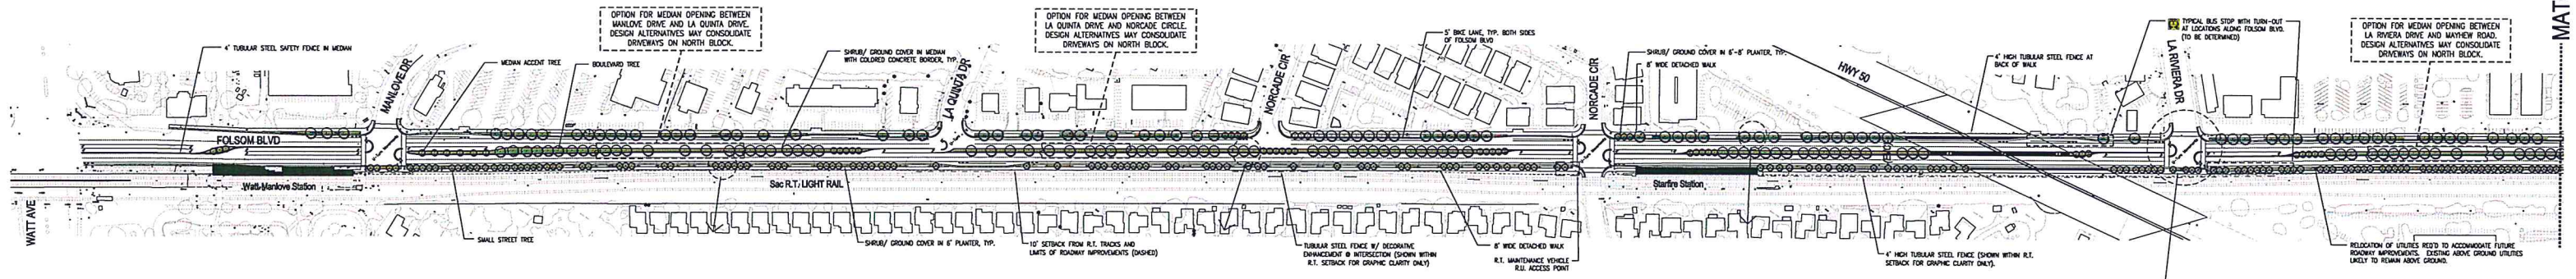 OPTION FOR MEDIAN OPENING BETWEEN
MANLOVE DRIVE AND LA QUINTA DRIVE.
DESIGN ALTERNATIVES MAY CONSOLIDATE
DRIVEWAYS ON NORTH BLOCK.
OPTION FOR MEDIAN OPENING BETWEEN
LA QUINTA DRIVE AND NORCADE CIRCLE.
DESIGN ALTERNATIVES MAY CONSOLIDATE
DRIVEWAYS ON NORTH BLOCK.
TYPICAL BUS STOP WITH TURN-OUT
AT LOCATIONS ALONG FOLSOM BLVD.
(TO BE DETERMINED)
OPTION FOR MEDIAN OPENING BETWEEN
LA RIVIERA DRIVE AND MAYHEW ROAD.
DESIGN ALTERNATIVES MAY CONSOLIDATE
DRIVEWAYS ON NORTH BLOCK.
MAT
4' TUBULAR STEEL SAFETY FENCE IN MEDIAN
MEDIAN ACCENT TREE
BOULEVARD TREE
SHRUB/ GROUND COVER IN MEDIAN
WITH COLORED CONCRETE BORDER, TYP.
5' BIKE LANE, TYP. BOTH SIDES
OF FOLSOM BLVD
SHRUB/ GROUND COVER IN 6'-8' PLANTER, TYP.
8' WIDE DETACHED WALK
4' HIGH TUBULAR STEEL FENCE AT
BACK OF WALK
MANLOVE DR
LA QUINTA DR
NORCADE CIR
NORCADE CIR
HWY 50
LA RIVIERA DR
FOLSOM BLVD
Watt-Manlove Station
Sac R.T. LIGHT RAIL
Starfire Station
WATT AVE
SMALL STREET TREE
SHRUB/ GROUND COVER IN 6' PLANTER, TYP.
10' SETBACK FROM R.T. TRACKS AND
LIMITS OF ROADWAY IMPROVEMENTS (DASHED)
TUBULAR STEEL FENCE W/ DECORATIVE
ENHANCEMENT @ INTERSECTION (SHOWN WITHIN
R.T. SETBACK FOR GRAPHIC CLARITY ONLY)
8' WIDE DETACHED WALK
R.T. MAINTENANCE VEHICLE
R.U. ACCESS POINT
4' HIGH TUBULAR STEEL FENCE (SHOWN WITHIN R.T.
SETBACK FOR GRAPHIC CLARITY ONLY).
RELOCATION OF UTILITIES REQ'D TO ACCOMMODATE FUTURE
ROADWAY IMPROVEMENTS. EXISTING ABOVE GROUND UTILITIES
LIKELY TO REMAIN ABOVE GROUND.